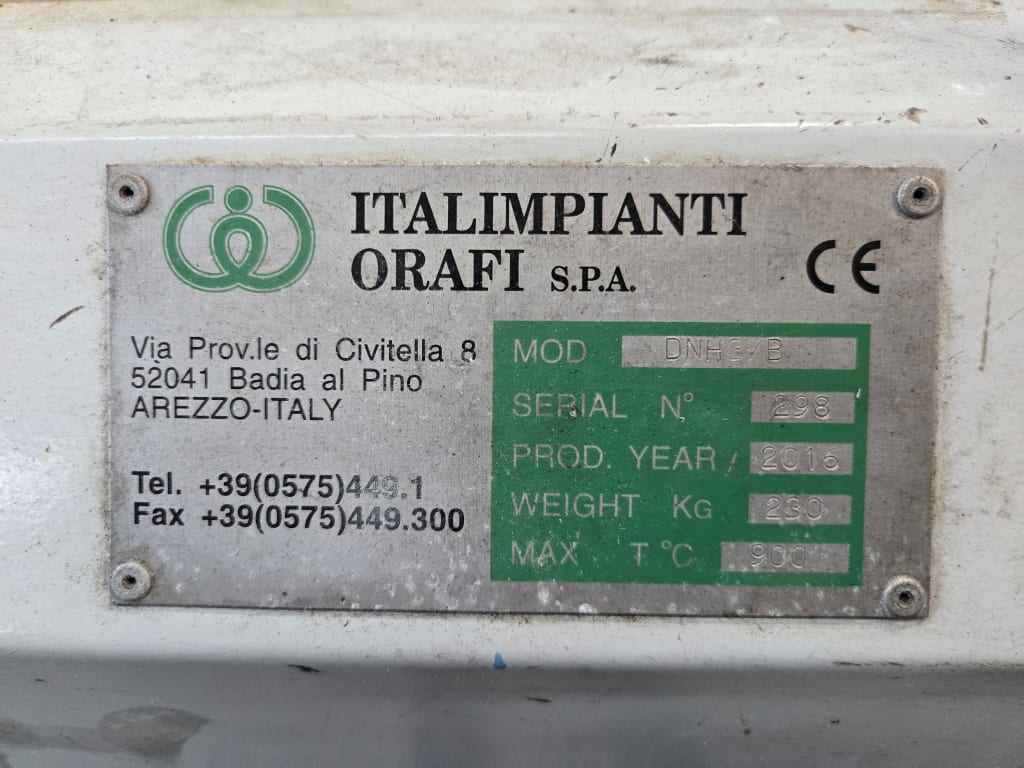 ITALIMPIANTI
ORAFI S.P.A.
CE
Via Prov.le di Civitella 8
52041 Badia al Pino
AREZZO-ITALY
Tel. +39(0575)449.1
Fax +39(0575)449.300
MOD DNH3/B
SERIAL N° 298
PROD. YEAR 2016
WEIGHT KG 230
MAX T °C 900